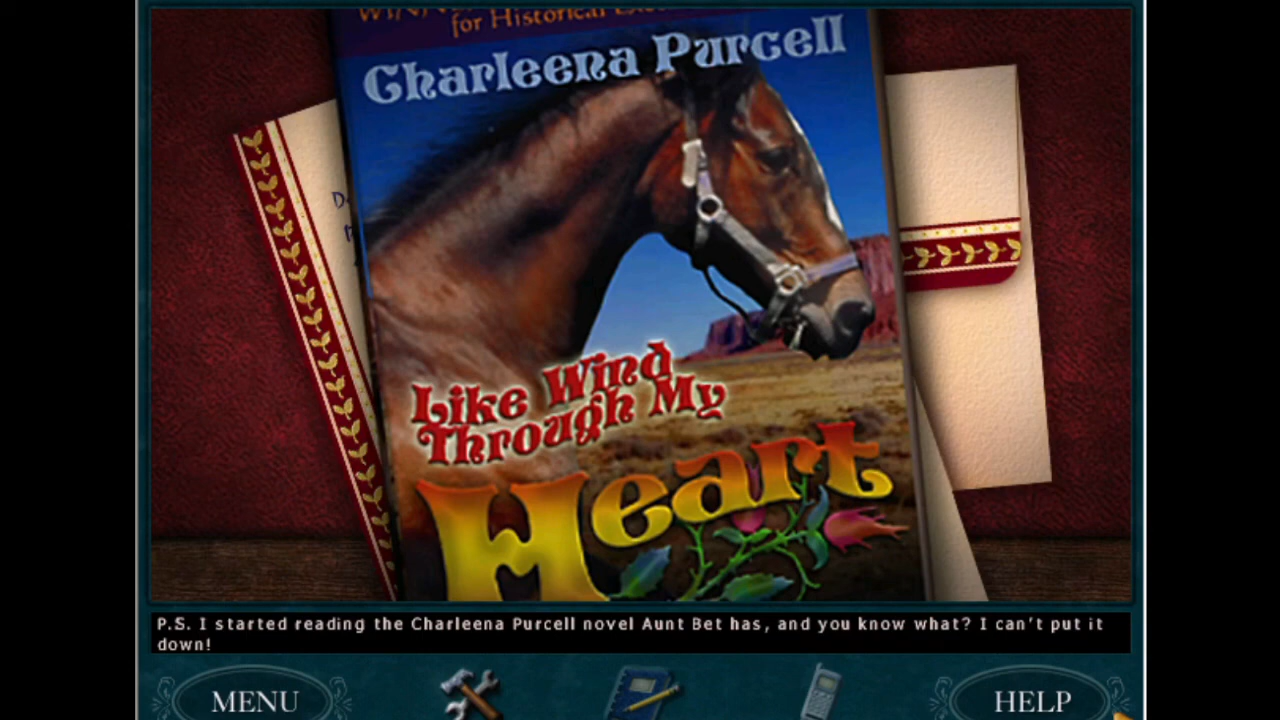 for Historical
Charleena Purcell
Like Wind
Through My
Heart
P.S. I started reading the Charleena Purcell novel Aunt Bet has, and you know what? I can't put it
down!
MENU
HELP